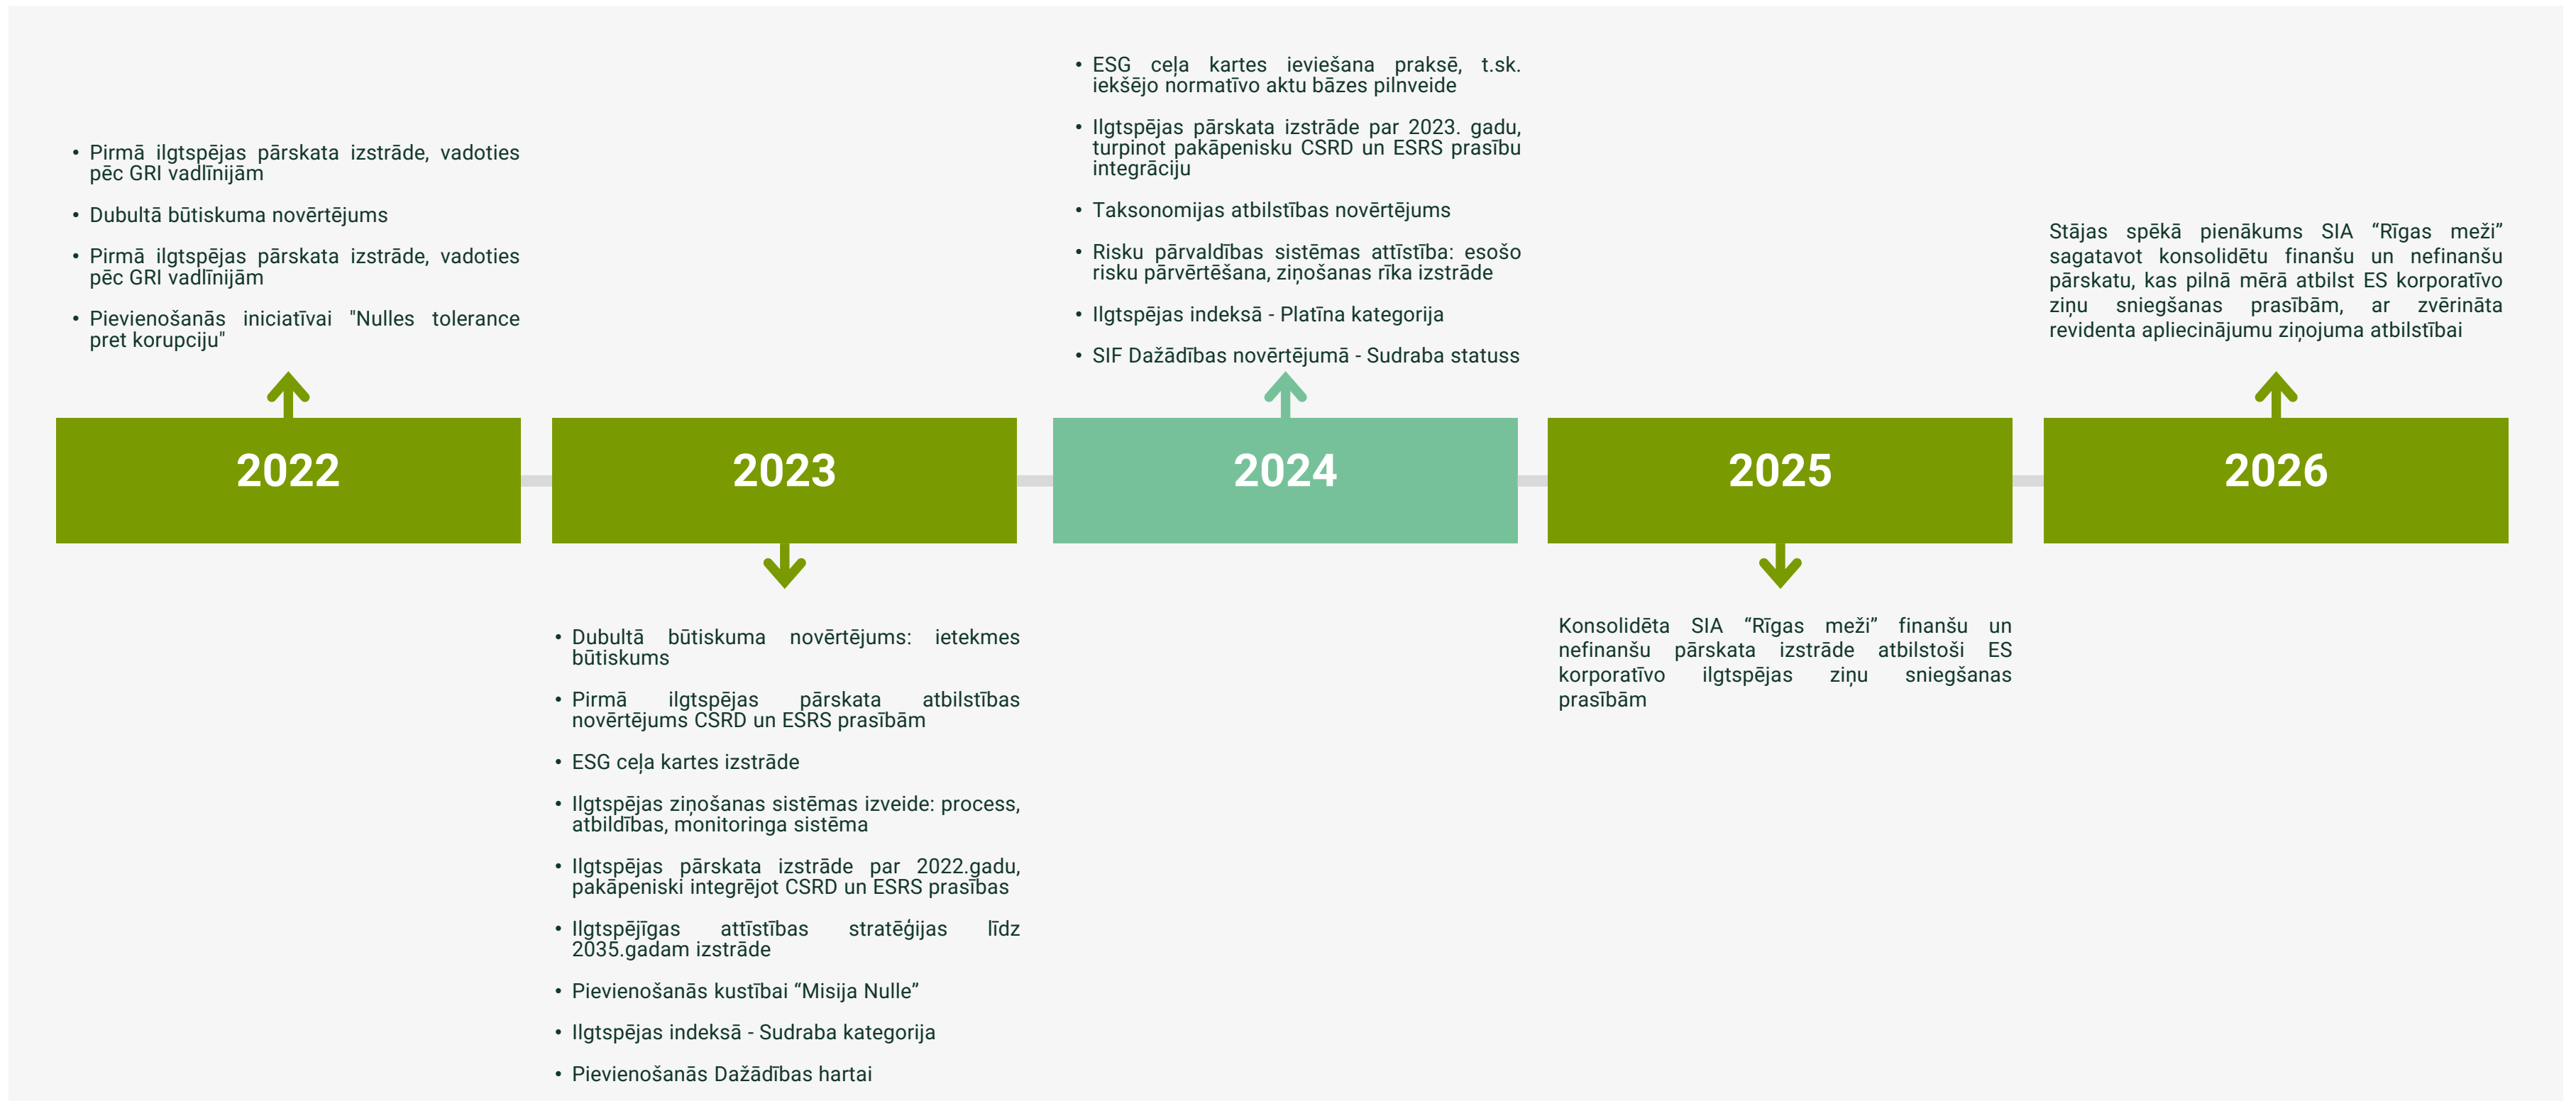 • Pirmā ilgtspējas pārskata izstrāde, vadoties
pēc GRI vadlīnijām
• Dubultā būtiskuma novērtējums
• Pirmā ilgtspējas pārskata izstrāde, vadoties
pēc GRI vadlīnijām
• Pievienošanās iniciatīvai "Nulles tolerance
pret korupciju"
2022
2023
• Dubultā būtiskuma novērtējums: ietekmes
būtiskums
• Pirmā ilgtspējas pārskata atbilstības
novērtējums CSRD un ESRS prasībām
• ESG ceļa kartes izstrāde
• Ilgtspējas ziņošanas sistēmas izveide: process,
atbildības, monitoringa sistēma
• Ilgtspējas pārskata izstrāde par 2022.gadu,
pakāpeniski integrējot CSRD un ESRS prasības
• Ilgtspējīgas attīstības stratēģijas līdz
2035.gadam izstrāde
• Pievienošanās kustībai “Misija Nulle”
• Ilgtspējas indeksā - Sudraba kategorija
• Pievienošanās Dažādības hartai
• ESG ceļa kartes ieviešana praksē, t.sk.
iekšējo normatīvo aktu bāzes pilnveide
• Ilgtspējas pārskata izstrāde par 2023. gadu,
turpinot pakāpenisku CSRD un ESRS prasību
integrāciju
• Taksonomijas atbilstības novērtējums
• Risku pārvaldības sistēmas attīstība: esošo
risku pārvērtēšana, ziņošanas rīka izstrāde
• Ilgtspējas indeksā - Platīna kategorija
• SIF Dažādības novērtējumā - Sudraba statuss
2024
2025
Konsolidēta SIA “Rīgas meži” finanšu un
nefinanšu pārskata izstrāde atbilstoši ES
korporatīvo ilgtspējas ziņu sniegšanas
prasībām
Stājas spēkā pienākums SIA “Rīgas meži”
sagatavot konsolidētu finanšu un nefinanšu
pārskatu, kas pilnā mērā atbilst ES korporatīvo
ziņu sniegšanas prasībām, ar zvērināta
revidenta apliecinājumu ziņojuma atbilstībai
2026